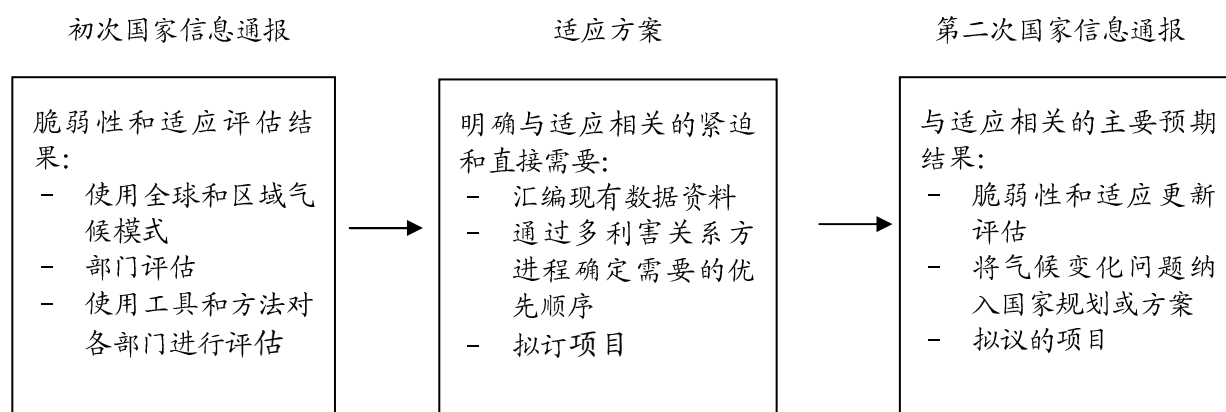 初次国家信息通报
适应方案
第二次国家信息通报
脆弱性和适应评估结
果:
- 使用全球和区域气
候模式
- 部门评估
- 使用工具和方法对
各部门进行评估
明确与适应相关的紧迫
和直接需要:
- 汇编现有数据资料
- 通过多利害关系方
进程确定需要的优
先顺序
- 拟订项目
与适应相关的主要预期
结果:
- 脆弱性和适应更新
评估
- 将气候变化问题纳
入国家规划或方案
- 拟议的项目